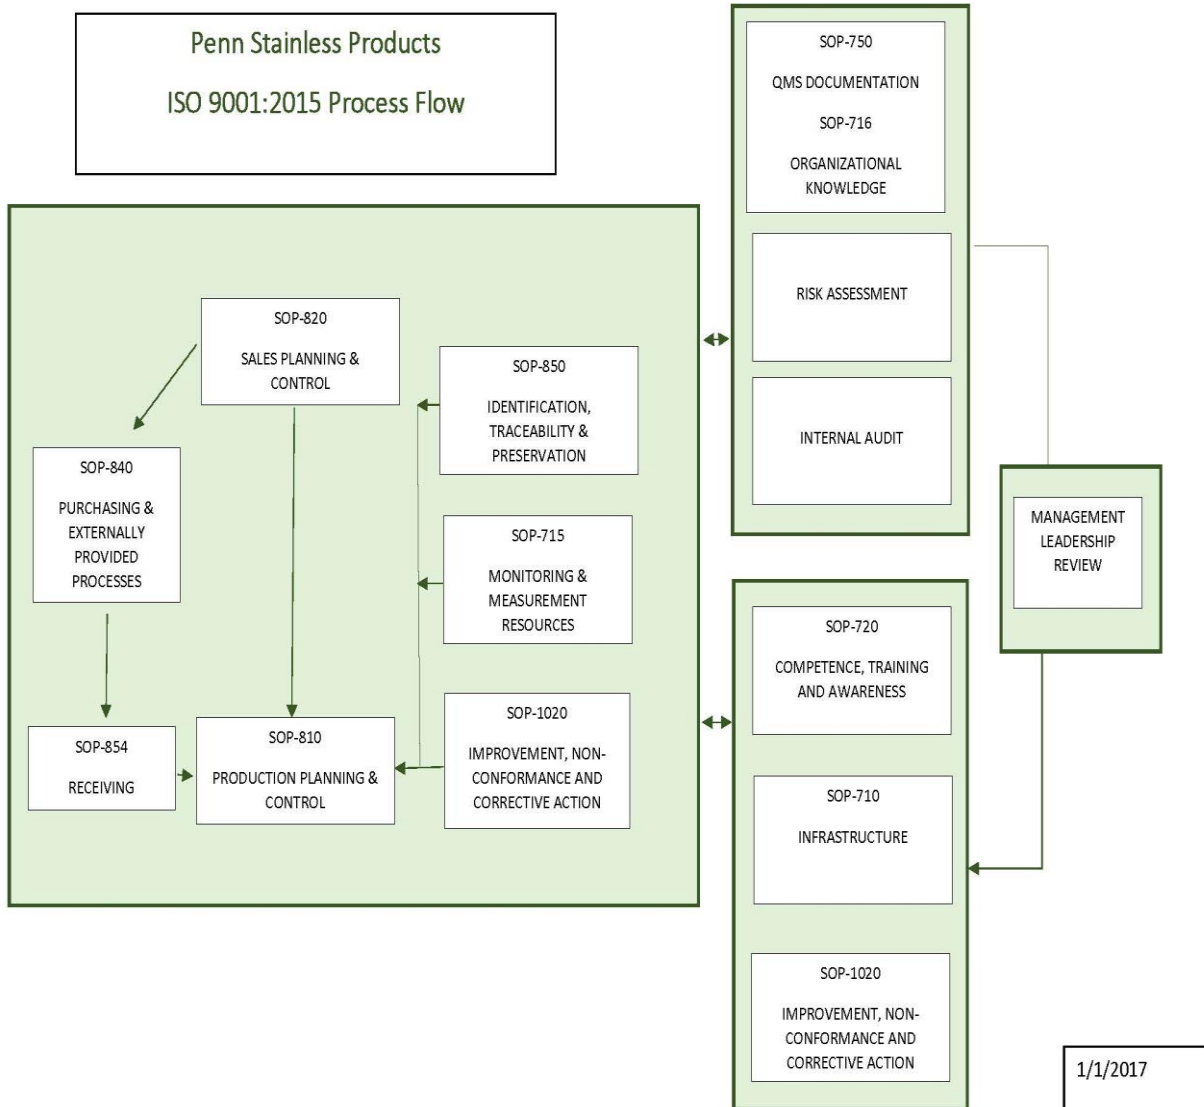 Penn Stainless Products
ISO 9001:2015 Process Flow
SOP-750
QMS DOCUMENTATION
SOP-716
ORGANIZATIONAL
KNOWLEDGE
RISK ASSESSMENT
INTERNAL AUDIT
SOP-820
SALES PLANNING &
CONTROL
SOP-850
IDENTIFICATION,
TRACEABILITY &
PRESERVATION
SOP-840
PURCHASING &
EXTERNALLY
PROVIDED
PROCESSES
SOP-715
MONITORING &
MEASUREMENT
RESOURCES
SOP-854
RECEIVING
SOP-810
PRODUCTION PLANNING &
CONTROL
SOP-1020
IMPROVEMENT, NON-
CONFORMANCE AND
CORRECTIVE ACTION
MANAGEMENT
LEADERSHIP
REVIEW
SOP-720
COMPETENCE, TRAINING
AND AWARENESS
SOP-710
INFRASTRUCTURE
SOP-1020
IMPROVEMENT, NON-
CONFORMANCE AND
CORRECTIVE ACTION
1/1/2017